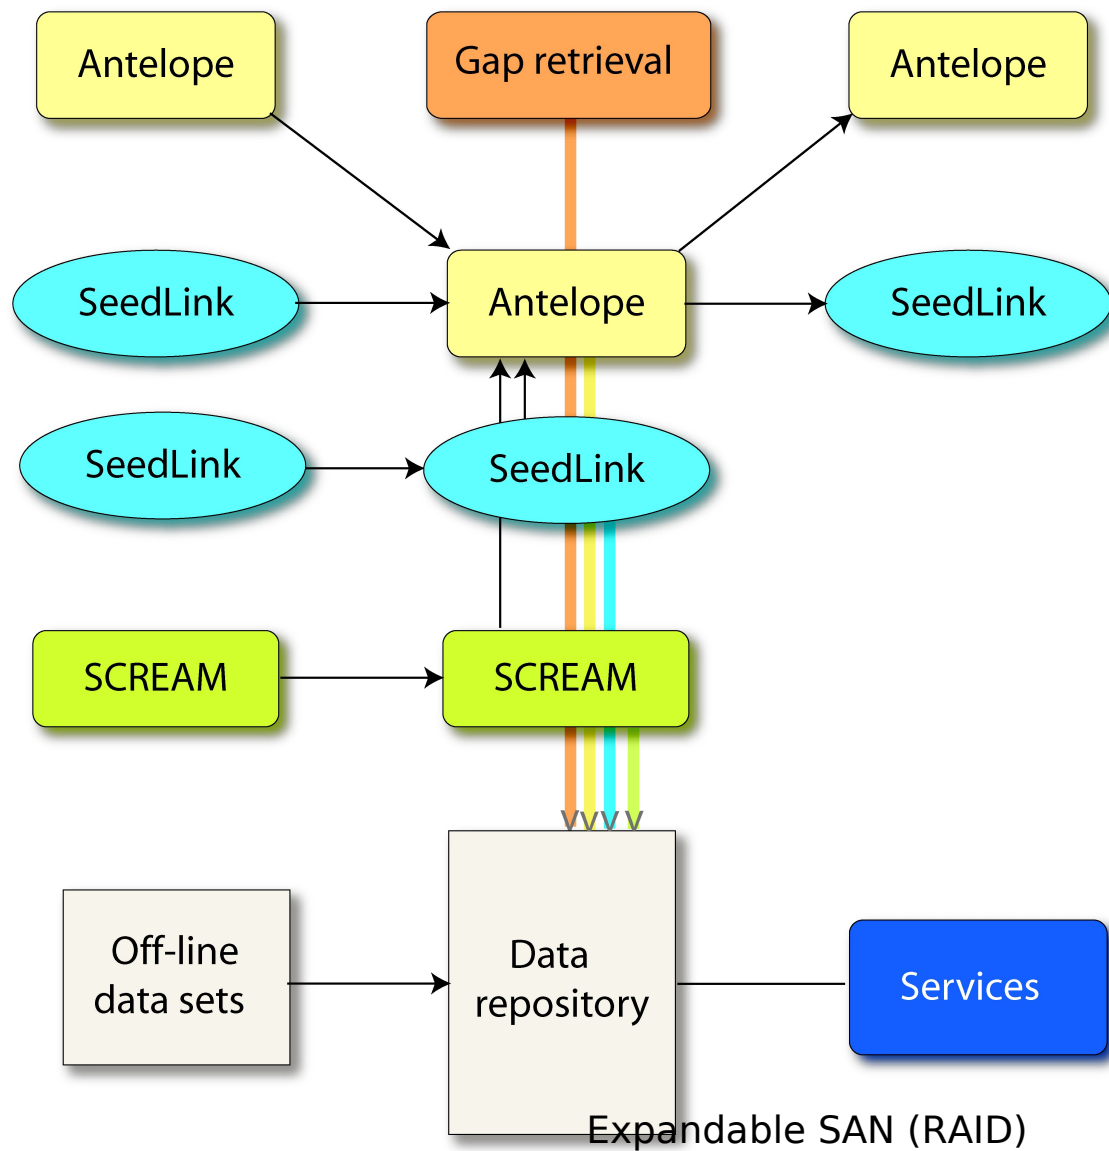 Antelope
Gap retrieval
Antelope
SeedLink
Antelope
SeedLink
SeedLink
SeedLink
SCREAM
SCREAM
Off-line
data sets
Data
repository
Services
Expandable SAN (RAID)